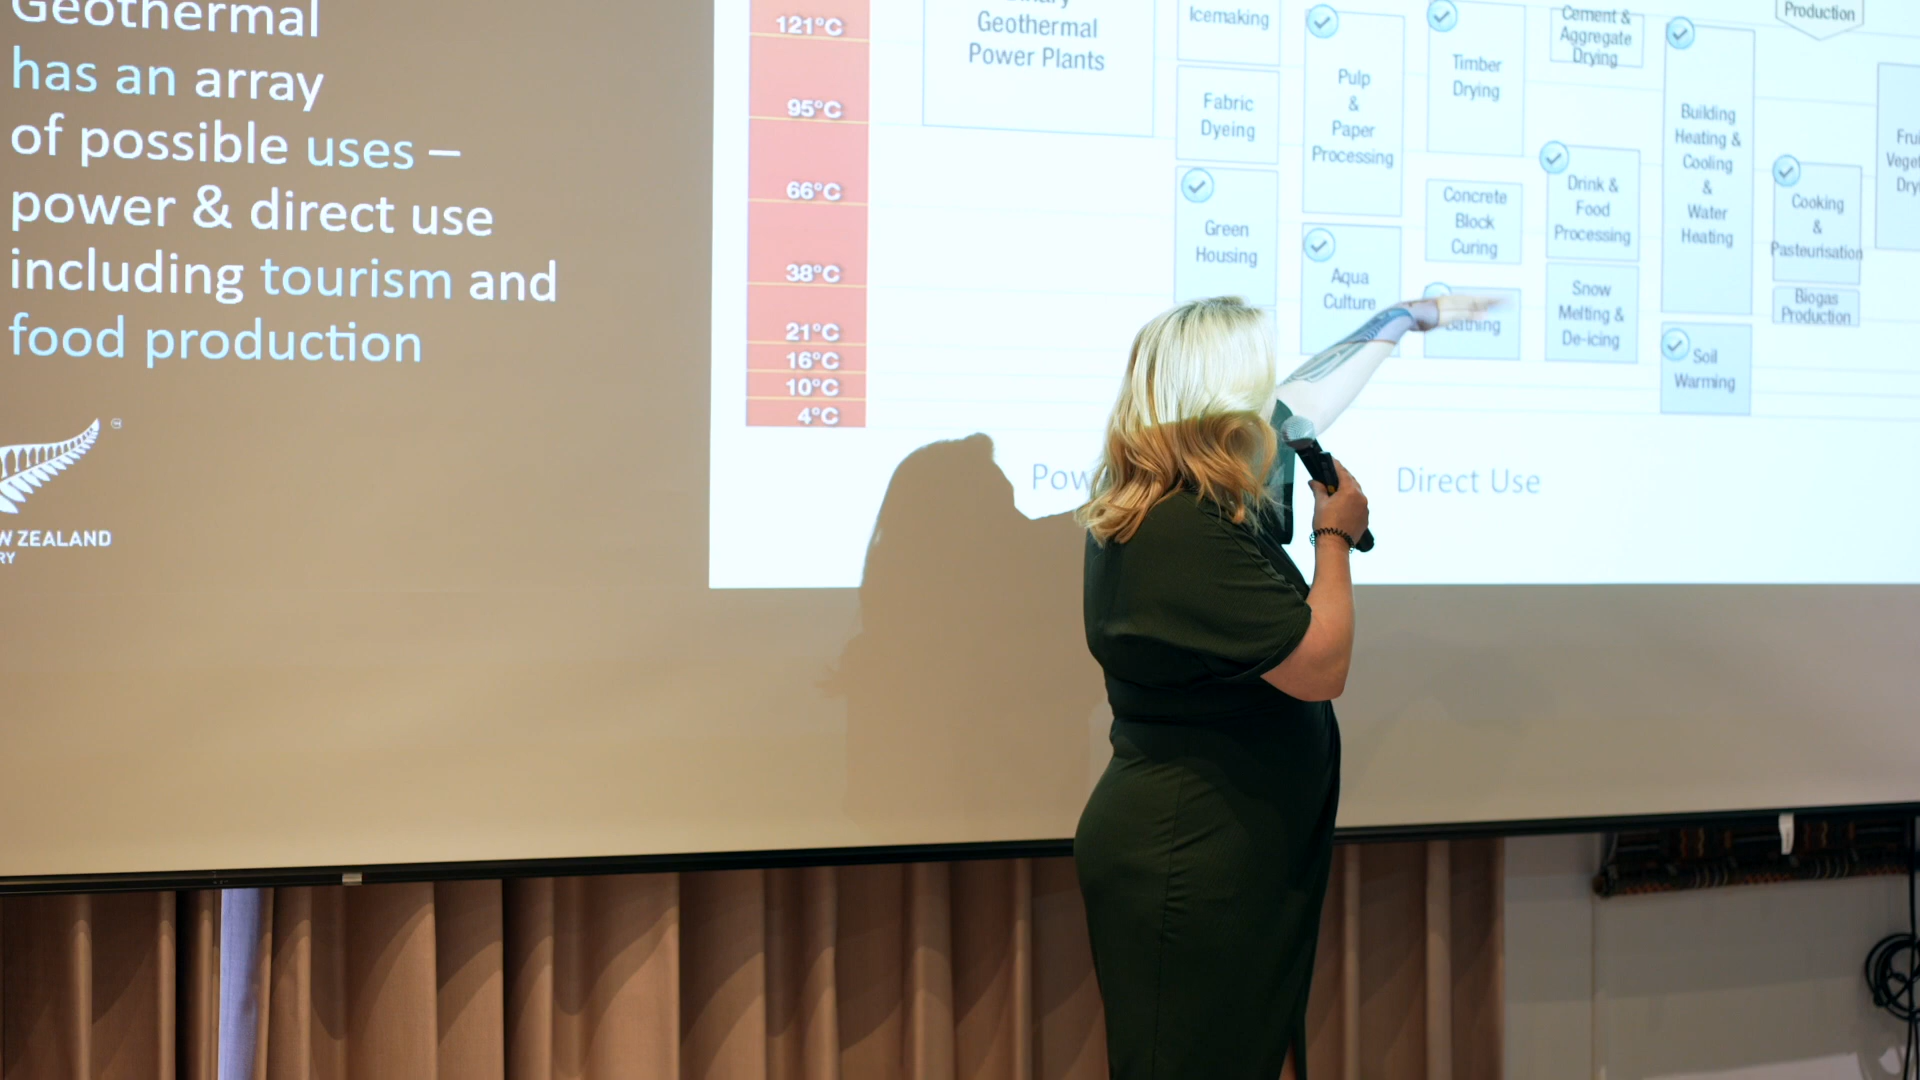 Geothermal
has an array
of possible uses –
power & direct use
including tourism and
food production
ZEALAND
121°C
95°C
66°C
38°C
21°C
16°C
10°C
4°C
Geothermal
Power Plants
Icemaking
Fabric
Dyeing
Green
Housing
Pulp
&
Paper
Processing
Aqua
Culture
Timber
Drying
Concrete
Block
Curing
Bathing
Cement &
Aggregate
Drying
Drink &
Food
Processing
Snow
Melting &
De-icing
Building
Heating &
Cooling
&
Water
Heating
Soil
Warming
Production
Cooking
&
Pasteurisation
Biogas
Production
Direct Use